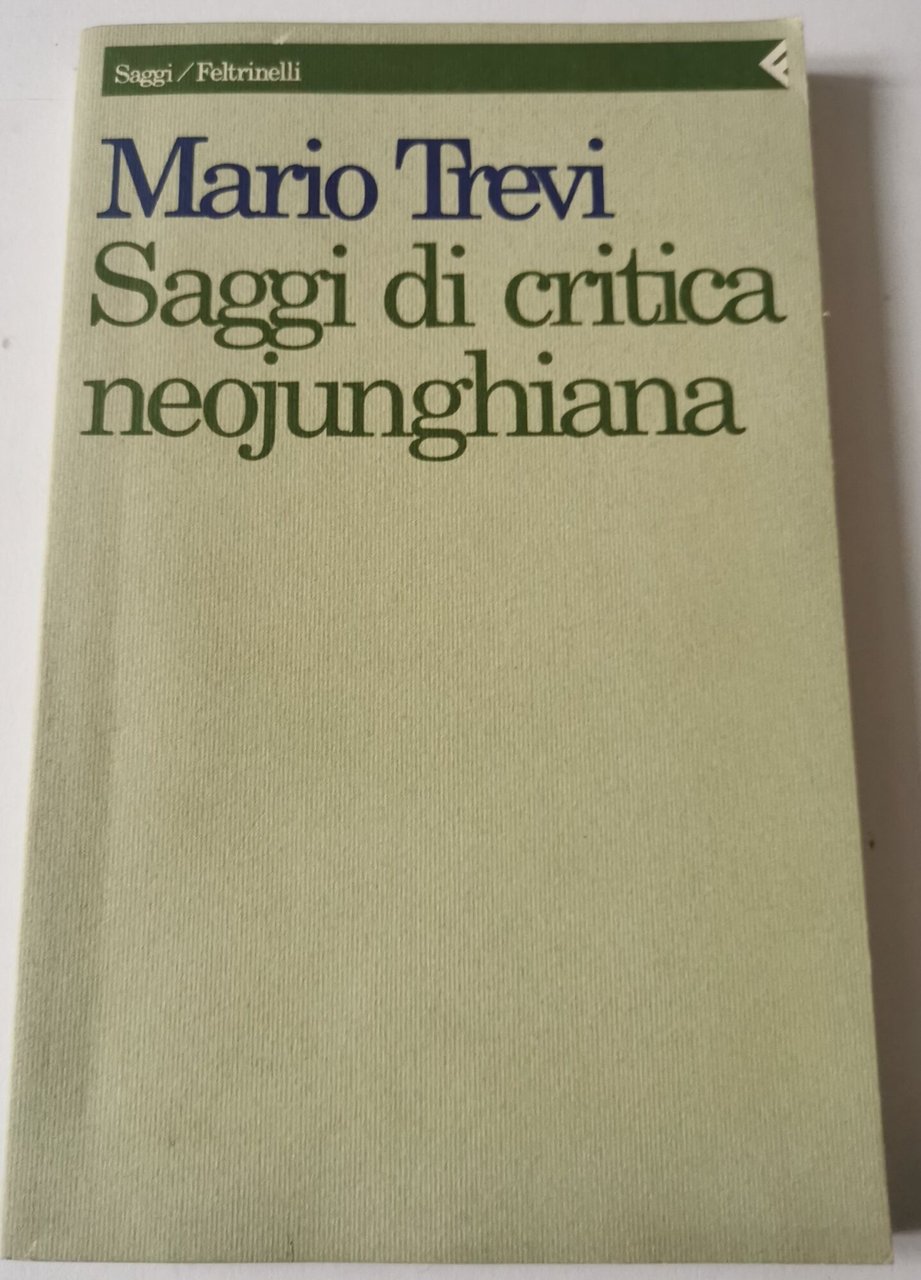 Saggi / Feltrinelli
Mario Trevi
Saggi di critica
neojunghiana